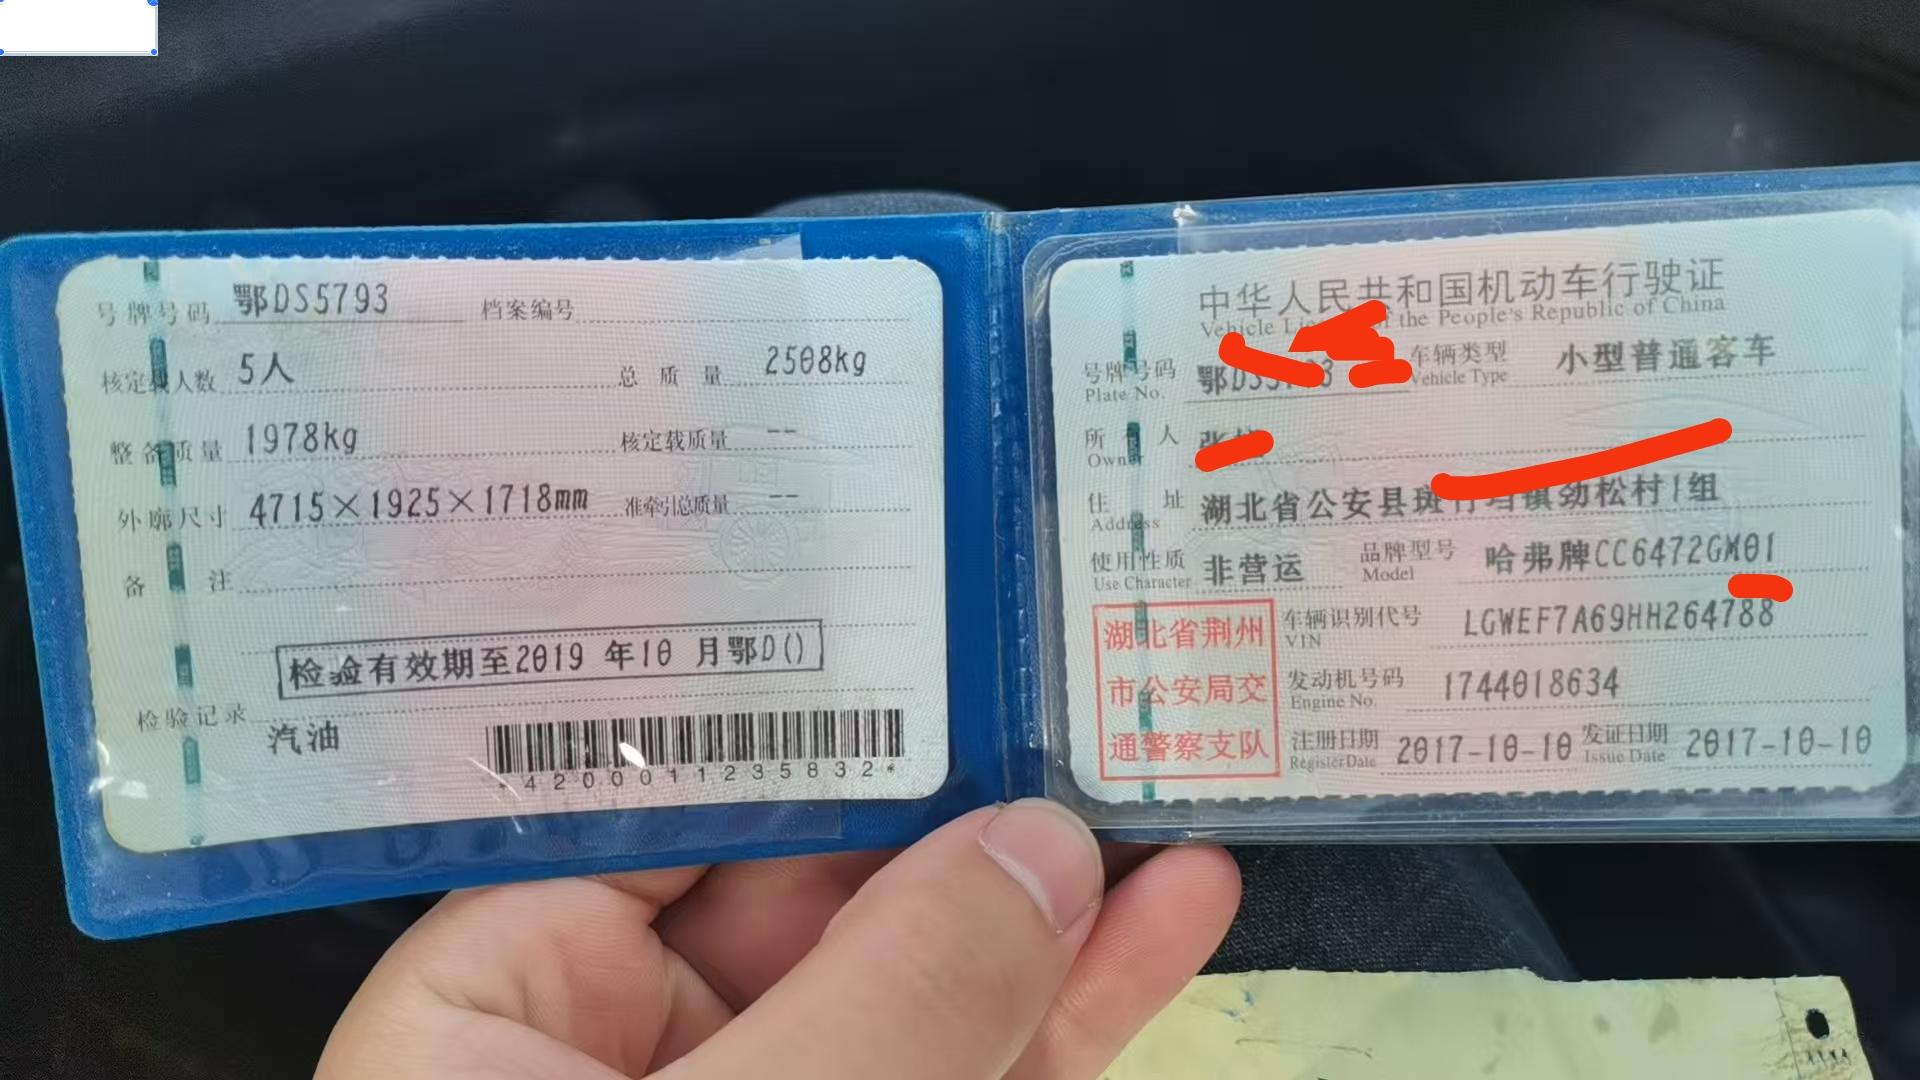 号牌号码 鄂DS5793 档案编号
核定载人数 5人 总质量 2508kg
整备质量 1978kg 核定载质量 --
外廓尺寸 4715×1925×1718mm 准牵引总质量 --
备注
检验有效期至2019 年10 月鄂D()
检验记录
汽油
*4200011235832*
中华人民共和国机动车行驶证
Vehicle of the People's Republic of China
号牌号码 鄂 3 车辆类型 小型普通客车
Plate No. Vehicle Type
所有人
Owner
住址 湖北省公安县 镇劲松村1组
Address
使用性质 非营运 品牌型号 哈弗牌CC6472GM01
Use Character Model
湖北省荆州
市公安局交
通警察支队
车辆识别代号 LGWEF7A69HH264788
VIN
发动机号码 1744018634
Engine No.
注册日期 2017-10-10 发证日期 2017-10-10
Register Date Issue Date